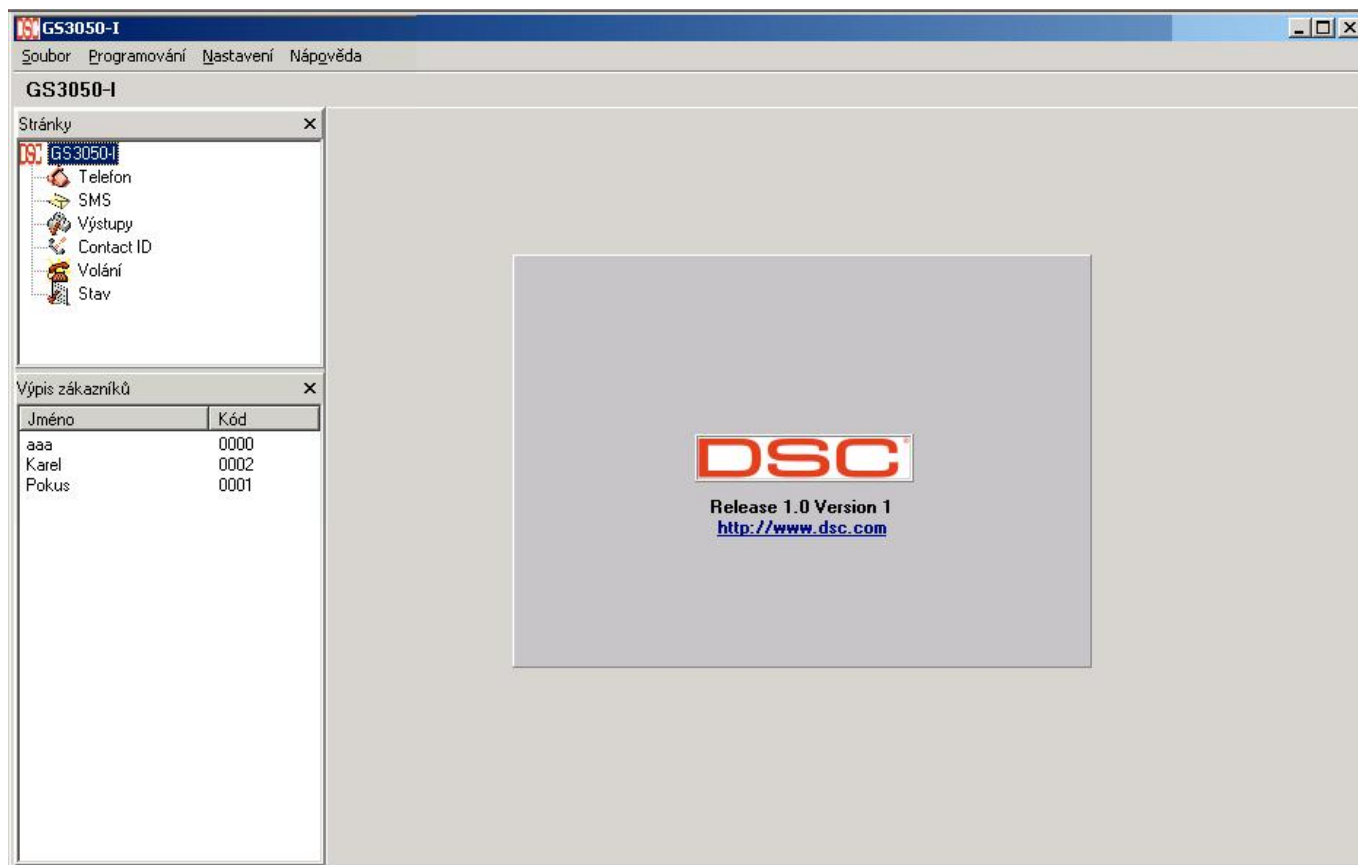 GS3050-I
Soubor Programování Nastavení Nápověda
GS3050-I
Stránky
GS3050-I
Telefon
SMS
Výstupy
Contact ID
Volání
Stav
Výpis zákazníků
Jméno Kód
aaa 0000
Karel 0002
Pokus 0001
DSC
Release 1.0 Version 1
http://www.dsc.com